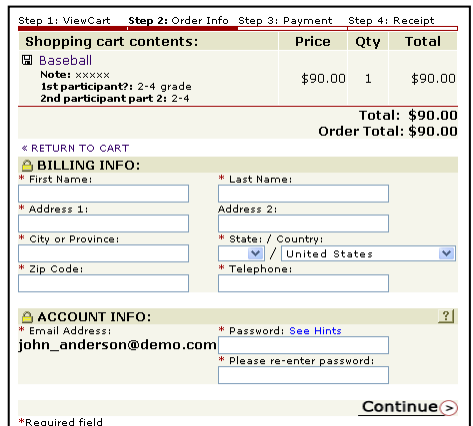 Step 1: ViewCart Step 2: Order Info Step 3: Payment Step 4: Receipt
Shopping cart contents: Price Qty Total
Baseball
Note: xxxxx
1st participant?: 2-4 grade
2nd participant part 2: 2-4
$90.00 1 $90.00
Total: $90.00
Order Total: $90.00
« RETURN TO CART
BILLING INFO:
* First Name: * Last Name:
* Address 1: Address 2:
* City or Province: * State: / Country:
/ United States
* Zip Code: * Telephone:
ACCOUNT INFO: ?
* Email Address: * Password: See Hints
john_anderson@demo.com
* Please re-enter password:
Continue >
*Required field